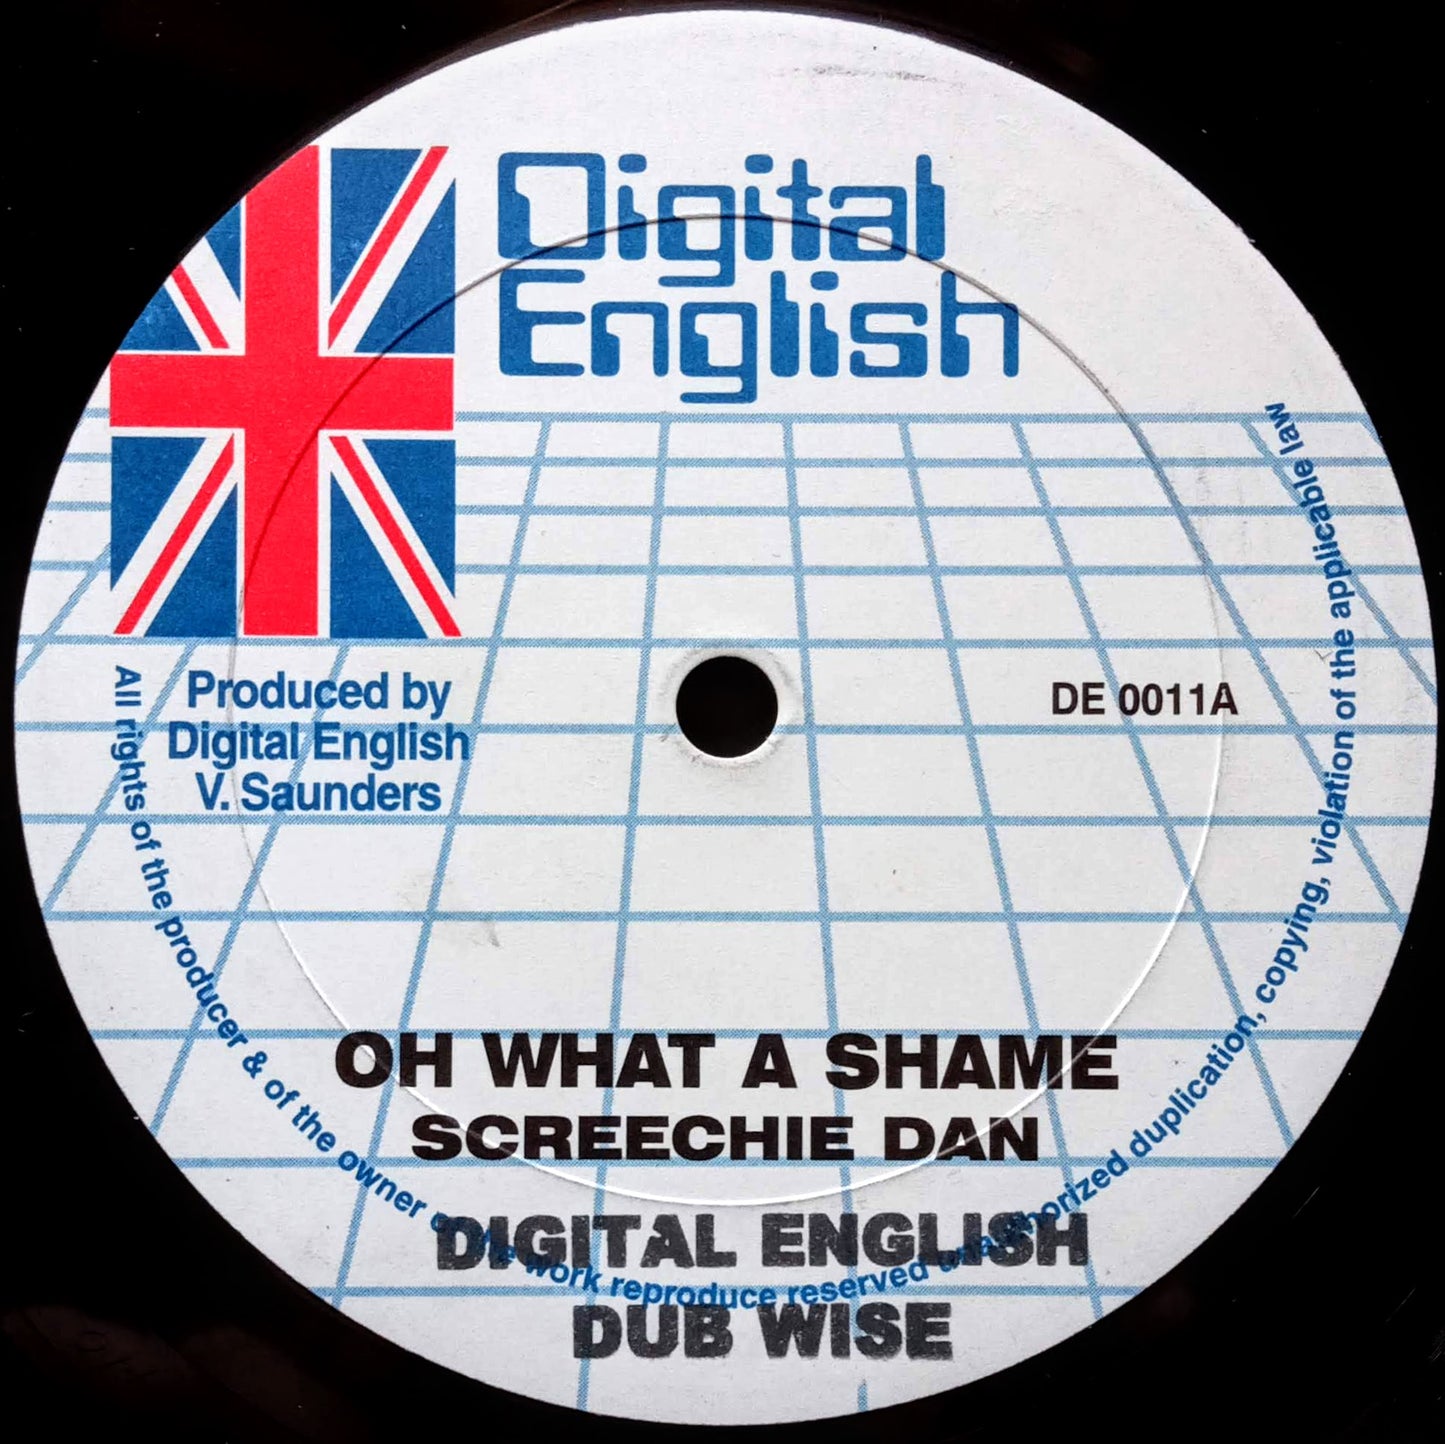 Digital
English
Produced by
Digital English
V. Saunders
DE 0011A
OH WHAT A SHAME
SCREECHIE DAN
DIGITAL ENGLISH
DUB WISE
All rights of the producer & of the owner of the work reproduce reserved unauthorized duplication, copying, violation of the applicable law